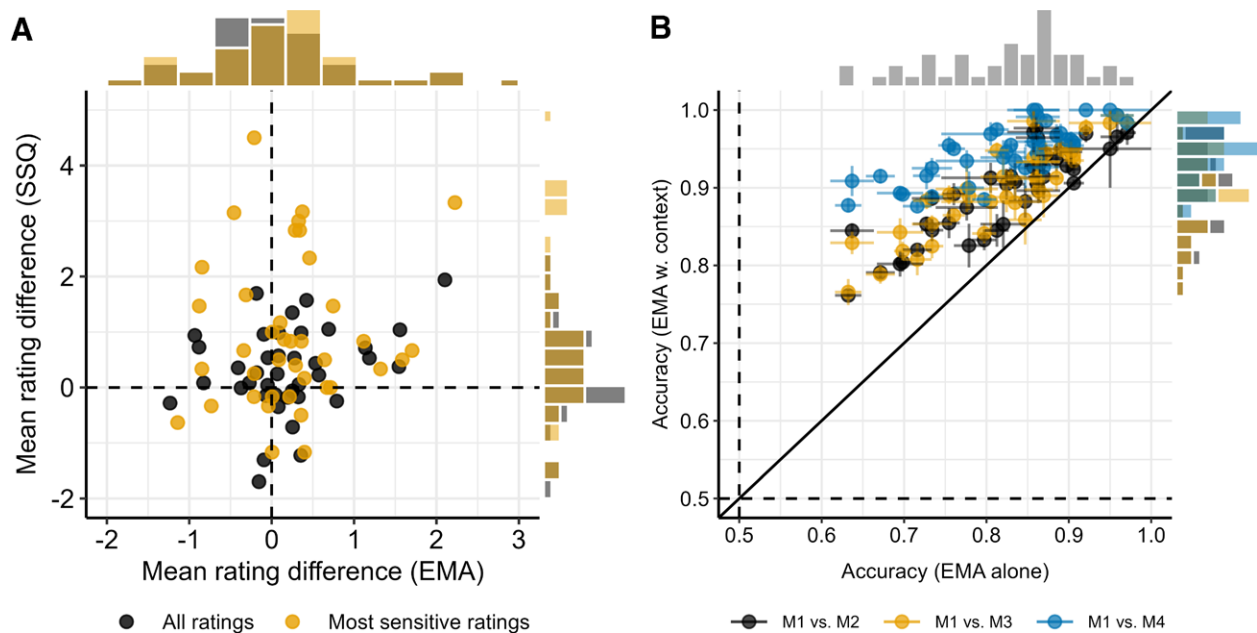 A
B
Mean rating difference (SSQ)
4
2
0
-2
-2 -1 0 1 2 3
Mean rating difference (EMA)
All ratings Most sensitive ratings
Accuracy (EMA w. context)
1.0
0.9
0.8
0.7
0.6
0.5
0.5 0.6 0.7 0.8 0.9 1.0
Accuracy (EMA alone)
M1 vs. M2 M1 vs. M3 M1 vs. M4